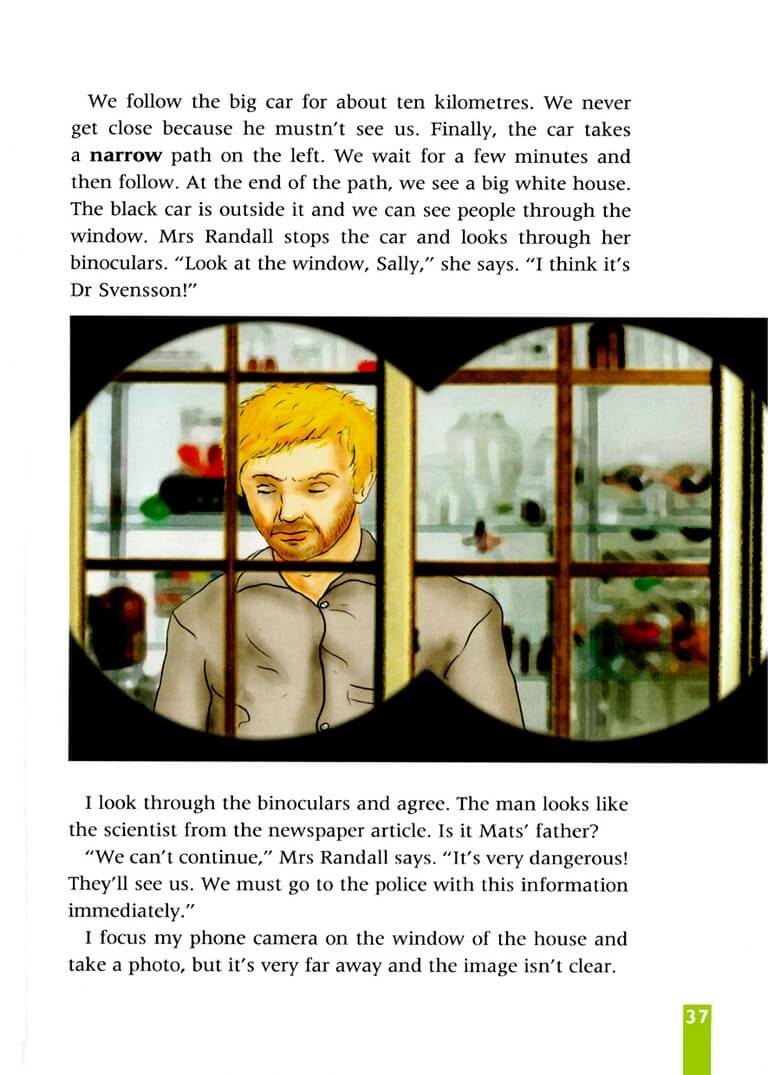 We follow the big car for about ten kilometres. We never
get close because he mustn't see us. Finally, the car takes
a narrow path on the left. We wait for a few minutes and
then follow. At the end of the path, we see a big white house.
The black car is outside it and we can see people through the
window. Mrs Randall stops the car and looks through her
binoculars. “Look at the window, Sally,” she says. “I think it's
Dr Svensson!”
I look through the binoculars and agree. The man looks like
the scientist from the newspaper article. Is it Mats' father?
“We can't continue,” Mrs Randall says. “It's very dangerous!
They'll see us. We must go to the police with this information
immediately.”
I focus my phone camera on the window of the house and
take a photo, but it's very far away and the image isn't clear.
37